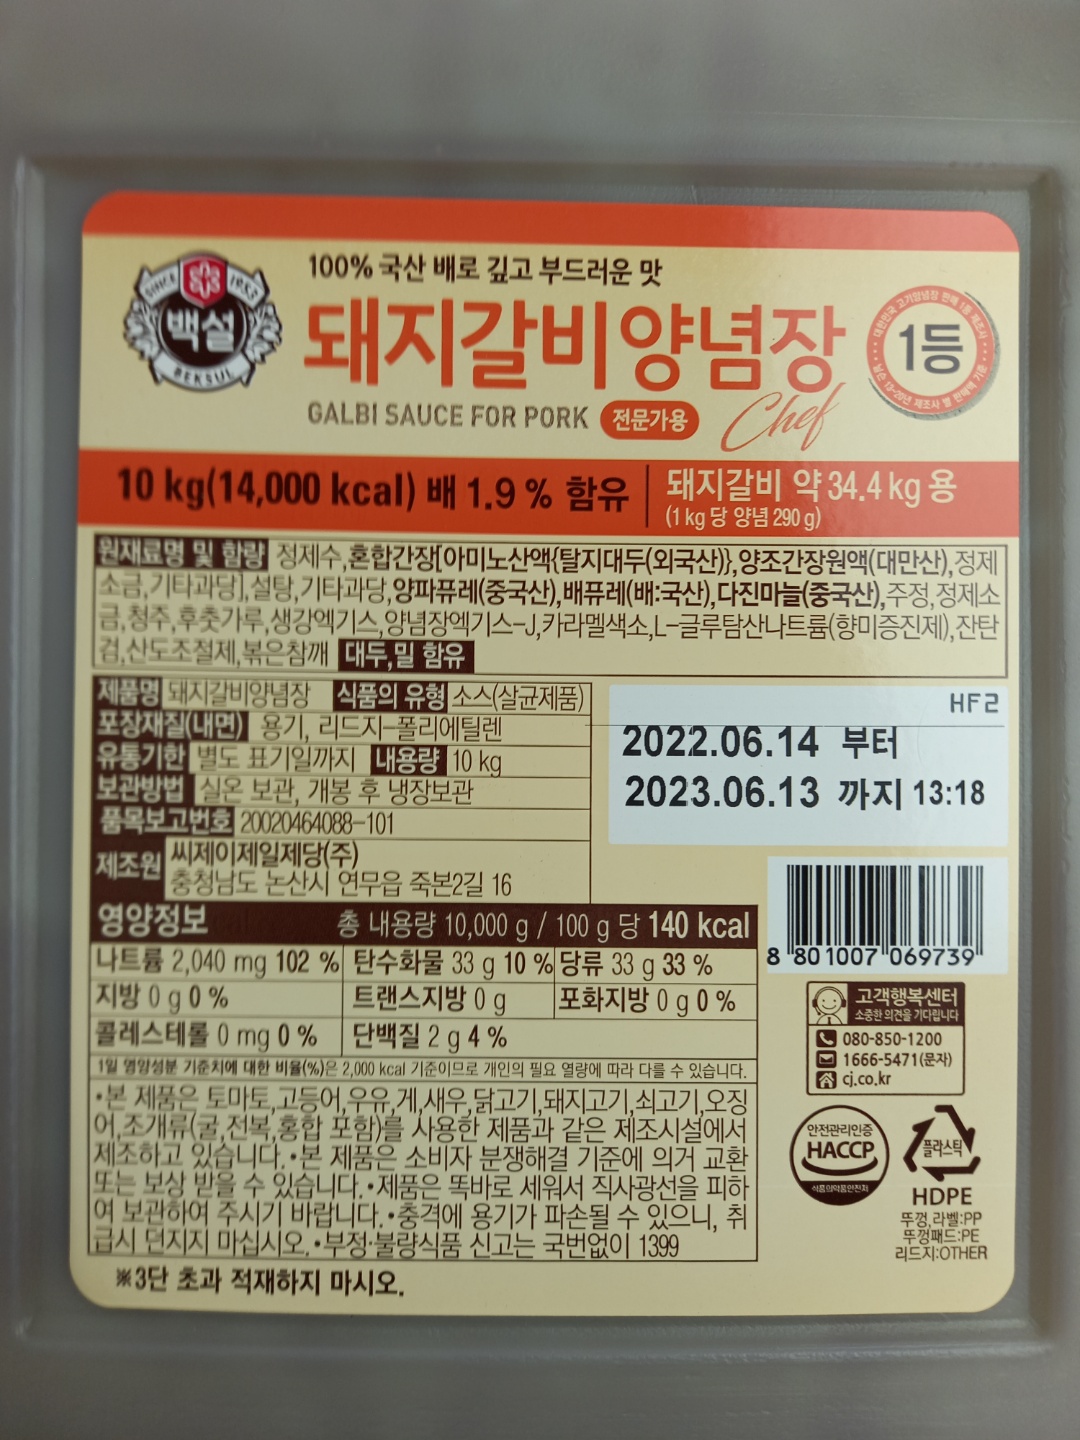 100% 국산 배로 깊고 부드러운 맛
SINCE 1953
백설
BEKSUL
돼지갈비양념장
GALBI SAUCE FOR PORK 전문가용 Chef
1등
10 kg(14,000 kcal) 배 1.9 % 함유
돼지갈비 약 34.4 kg 용
(1 kg 당 양념 290 g)
원재료명 및 함량 정제수,혼합간장[아미노산액{탈지대두(외국산)},양조간장원액(대만산),정제
소금,기타과당],설탕,기타과당,양파퓨레(중국산),배퓨레(배:국산),다진마늘(중국산),주정,정제소
금,청주,후춧가루,생강엑기스,양념장엑기스-J,카라멜색소,L-글루탐산나트륨(향미증진제),잔탄
검,산도조절제,볶은참깨 대두,밀 함유
제품명 돼지갈비양념장 식품의 유형 소스(살균제품)
포장재질(내면) 용기, 리드지-폴리에틸렌
유통기한 별도 표기일까지 내용량 10 kg
보관방법 실온 보관, 개봉 후 냉장보관
품목보고번호 20020464088-101
제조원 씨제이제일제당(주)
충청남도 논산시 연무읍 죽본2길 16
HF2
2022.06.14 부터
2023.06.13 까지 13:18
영양정보 총 내용량 10,000 g / 100 g 당 140 kcal
나트륨 2,040 mg 102 % 탄수화물 33 g 10 % 당류 33 g 33 %
지방 0 g 0 % 트랜스지방 0 g 포화지방 0 g 0 %
콜레스테롤 0 mg 0 % 단백질 2 g 4 %
1일 영양성분 기준치에 대한 비율(%)은 2,000 kcal 기준이므로 개인의 필요 열량에 따라 다를 수 있습니다.
8 801007 069739
고객행복센터
소중한 의견을 기다립니다
080-850-1200
1666-5471(문자)
cj.co.kr
•본 제품은 토마토,고등어,우유,게,새우,닭고기,돼지고기,쇠고기,오징
어,조개류(굴,전복,홍합 포함)를 사용한 제품과 같은 제조시설에서
제조하고 있습니다.•본 제품은 소비자 분쟁해결 기준에 의거 교환
또는 보상 받을 수 있습니다.•제품은 똑바로 세워서 직사광선을 피하
여 보관하여 주시기 바랍니다.•충격에 용기가 파손될 수 있으니, 취
급시 던지지 마십시오.•부정·불량식품 신고는 국번없이 1399
안전관리인증
HACCP
식품의약품안전처
플라스틱
HDPE
뚜껑,라벨:PP
뚜껑패드:PE
리드지:OTHER
※3단 초과 적재하지 마시오.